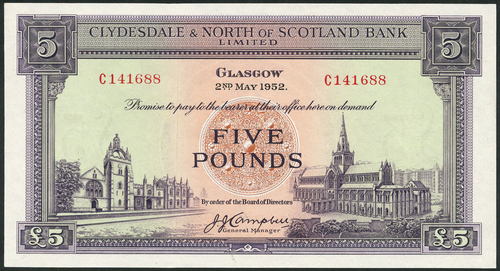 5 CLYDESDALE & NORTH OF SCOTLAND BANK 5
LIMITED
GLASGOW
C141688 C141688
2ND MAY 1952.
Promise to pay to the bearer at their office here on demand
FIVE
POUNDS
By order of the Board of Directors
J.J. Campbell
General Manager
£5 £5